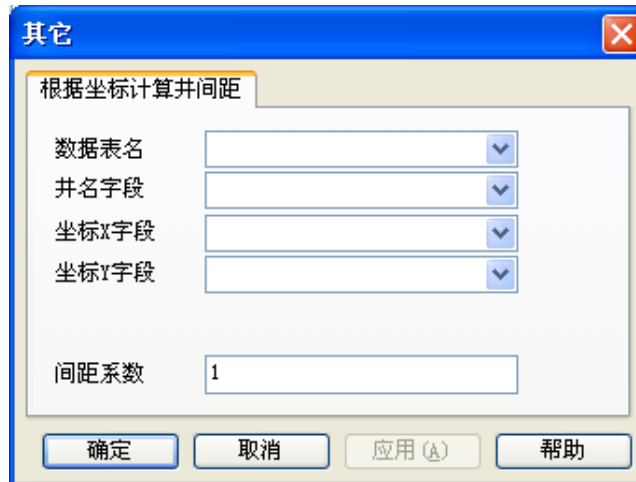 其它
根据坐标计算井间距
数据表名
井名字段
坐标X字段
坐标Y字段
间距系数 1
确定 取消 应用(A) 帮助